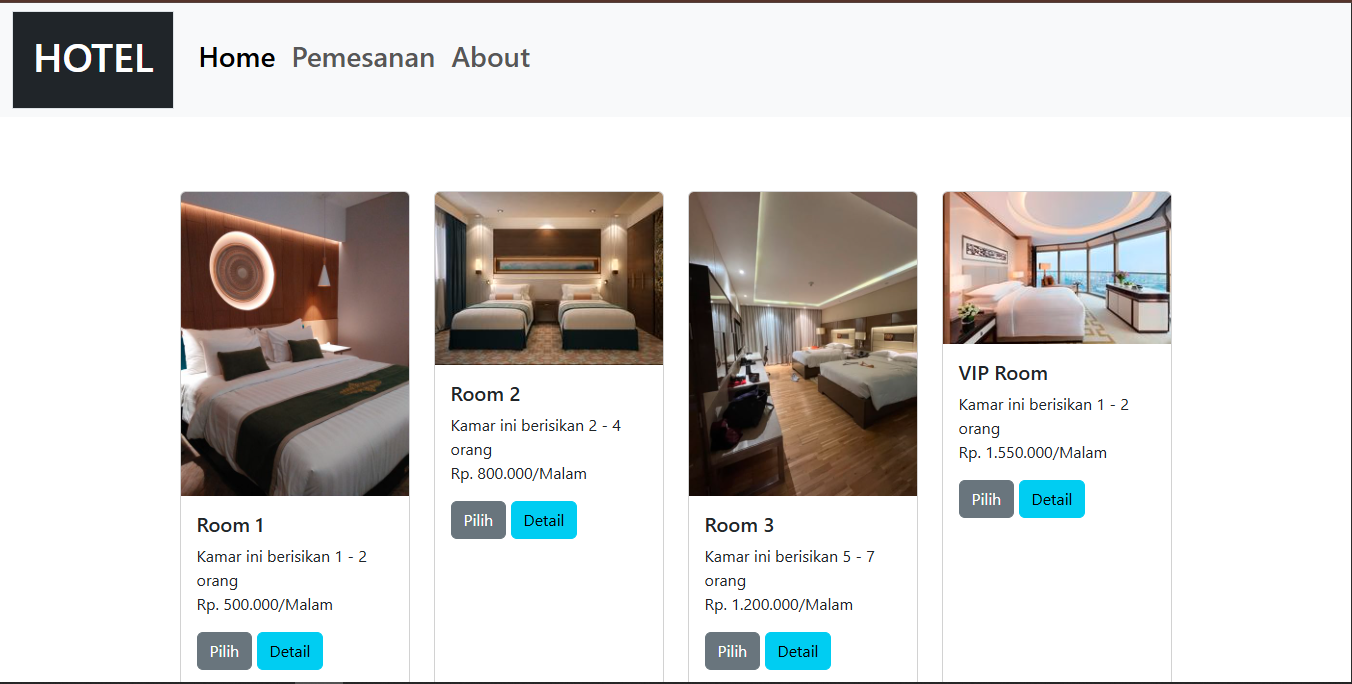 HOTEL
Home Pemesanan About
Room 1
Kamar ini berisikan 1 - 2
orang
Rp. 500.000/Malam
Pilih Detail
Room 2
Kamar ini berisikan 2 - 4
orang
Rp. 800.000/Malam
Pilih Detail
Room 3
Kamar ini berisikan 5 - 7
orang
Rp. 1.200.000/Malam
Pilih Detail
VIP Room
Kamar ini berisikan 1 - 2
orang
Rp. 1.550.000/Malam
Pilih Detail